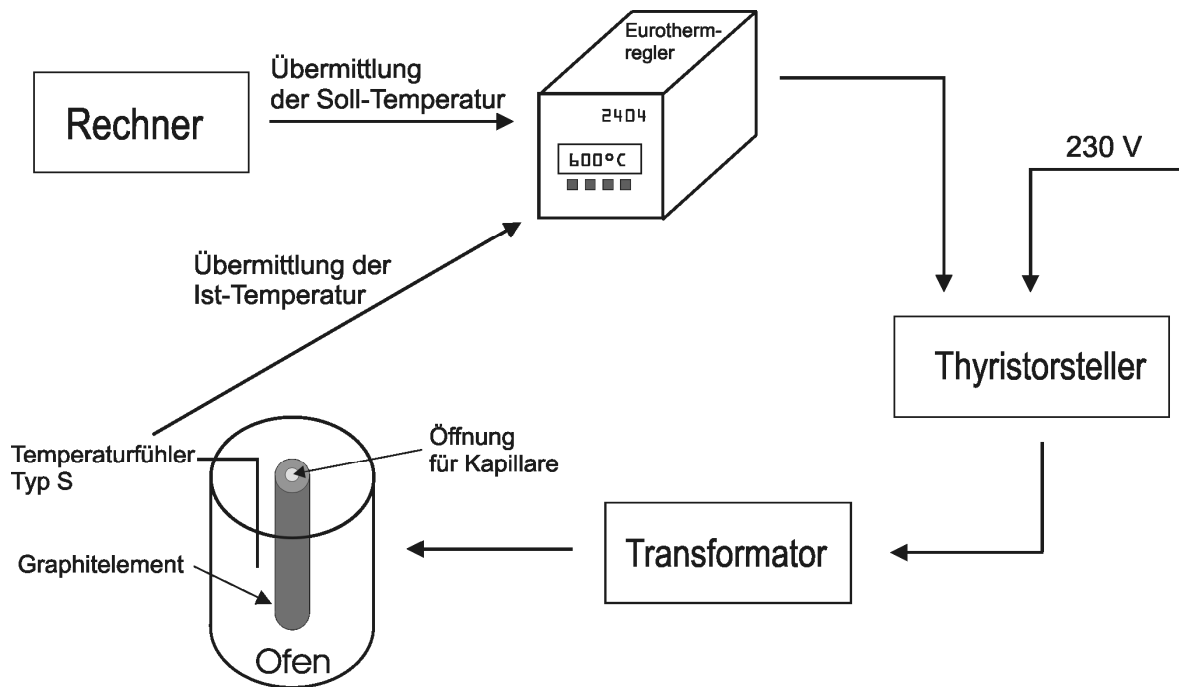 Eurotherm-
regler
Übermittlung
der Soll-Temperatur
Rechner
2404
600°C
230 V
Übermittlung der
Ist-Temperatur
Thyristorsteller
Temperaturfühler
Typ S
Öffnung
für Kapillare
Transformator
Graphitelement
Ofen